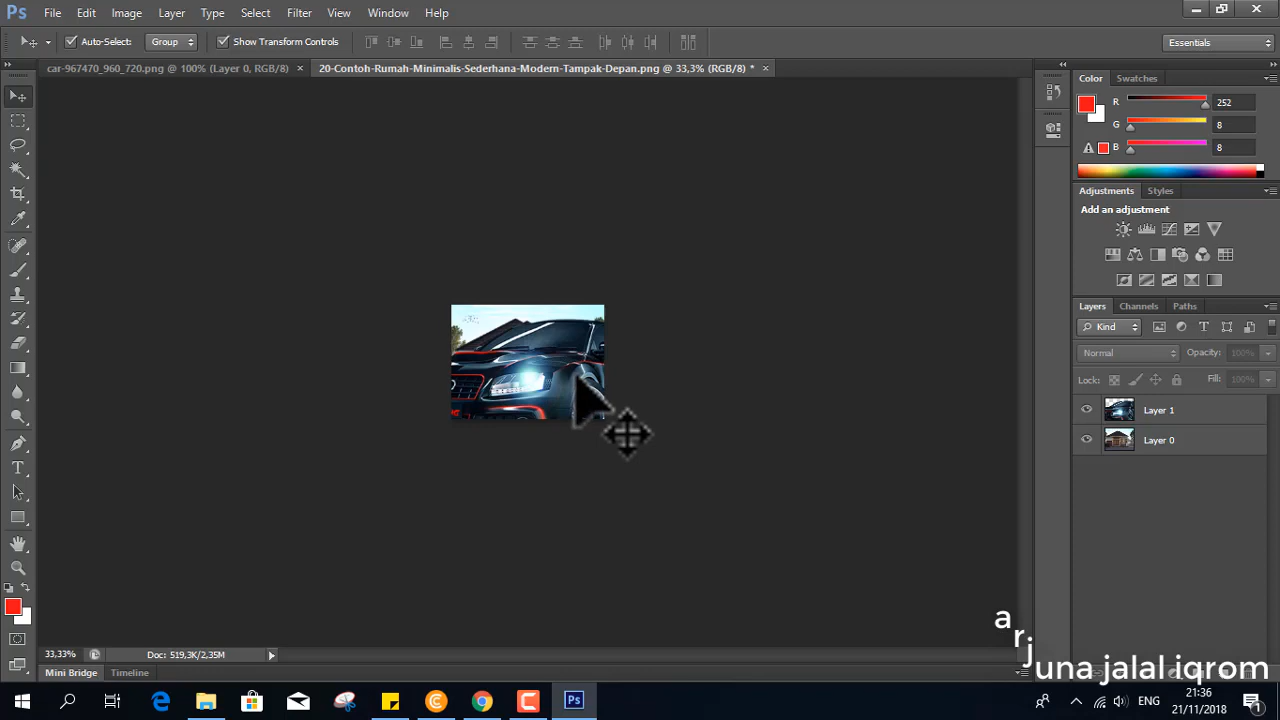 Ps File Edit Image Layer Type Select Filter 3D View Window Help
Auto-Select: Group Show Transform Controls Essentials
car-967470_960_720.png @ 100% (Layer 0, RGB/8) × 20-Contoh-Rumah-Minimalis-Sederhana-Modern-Tampak-Depan.png @ 33,3% (RGB/8) * ×
Color Swatches
R 252
G 8
B 8
Adjustments Styles
Add an adjustment
Layers Channels Paths
Kind
Normal Opacity: 100%
Lock: Fill: 100%
Layer 1
Layer 0
33,33% Doc: 519,3K/2,35M
Mini Bridge Timeline
arjuna jalal iqrom
ENG
21:36
21/11/2018